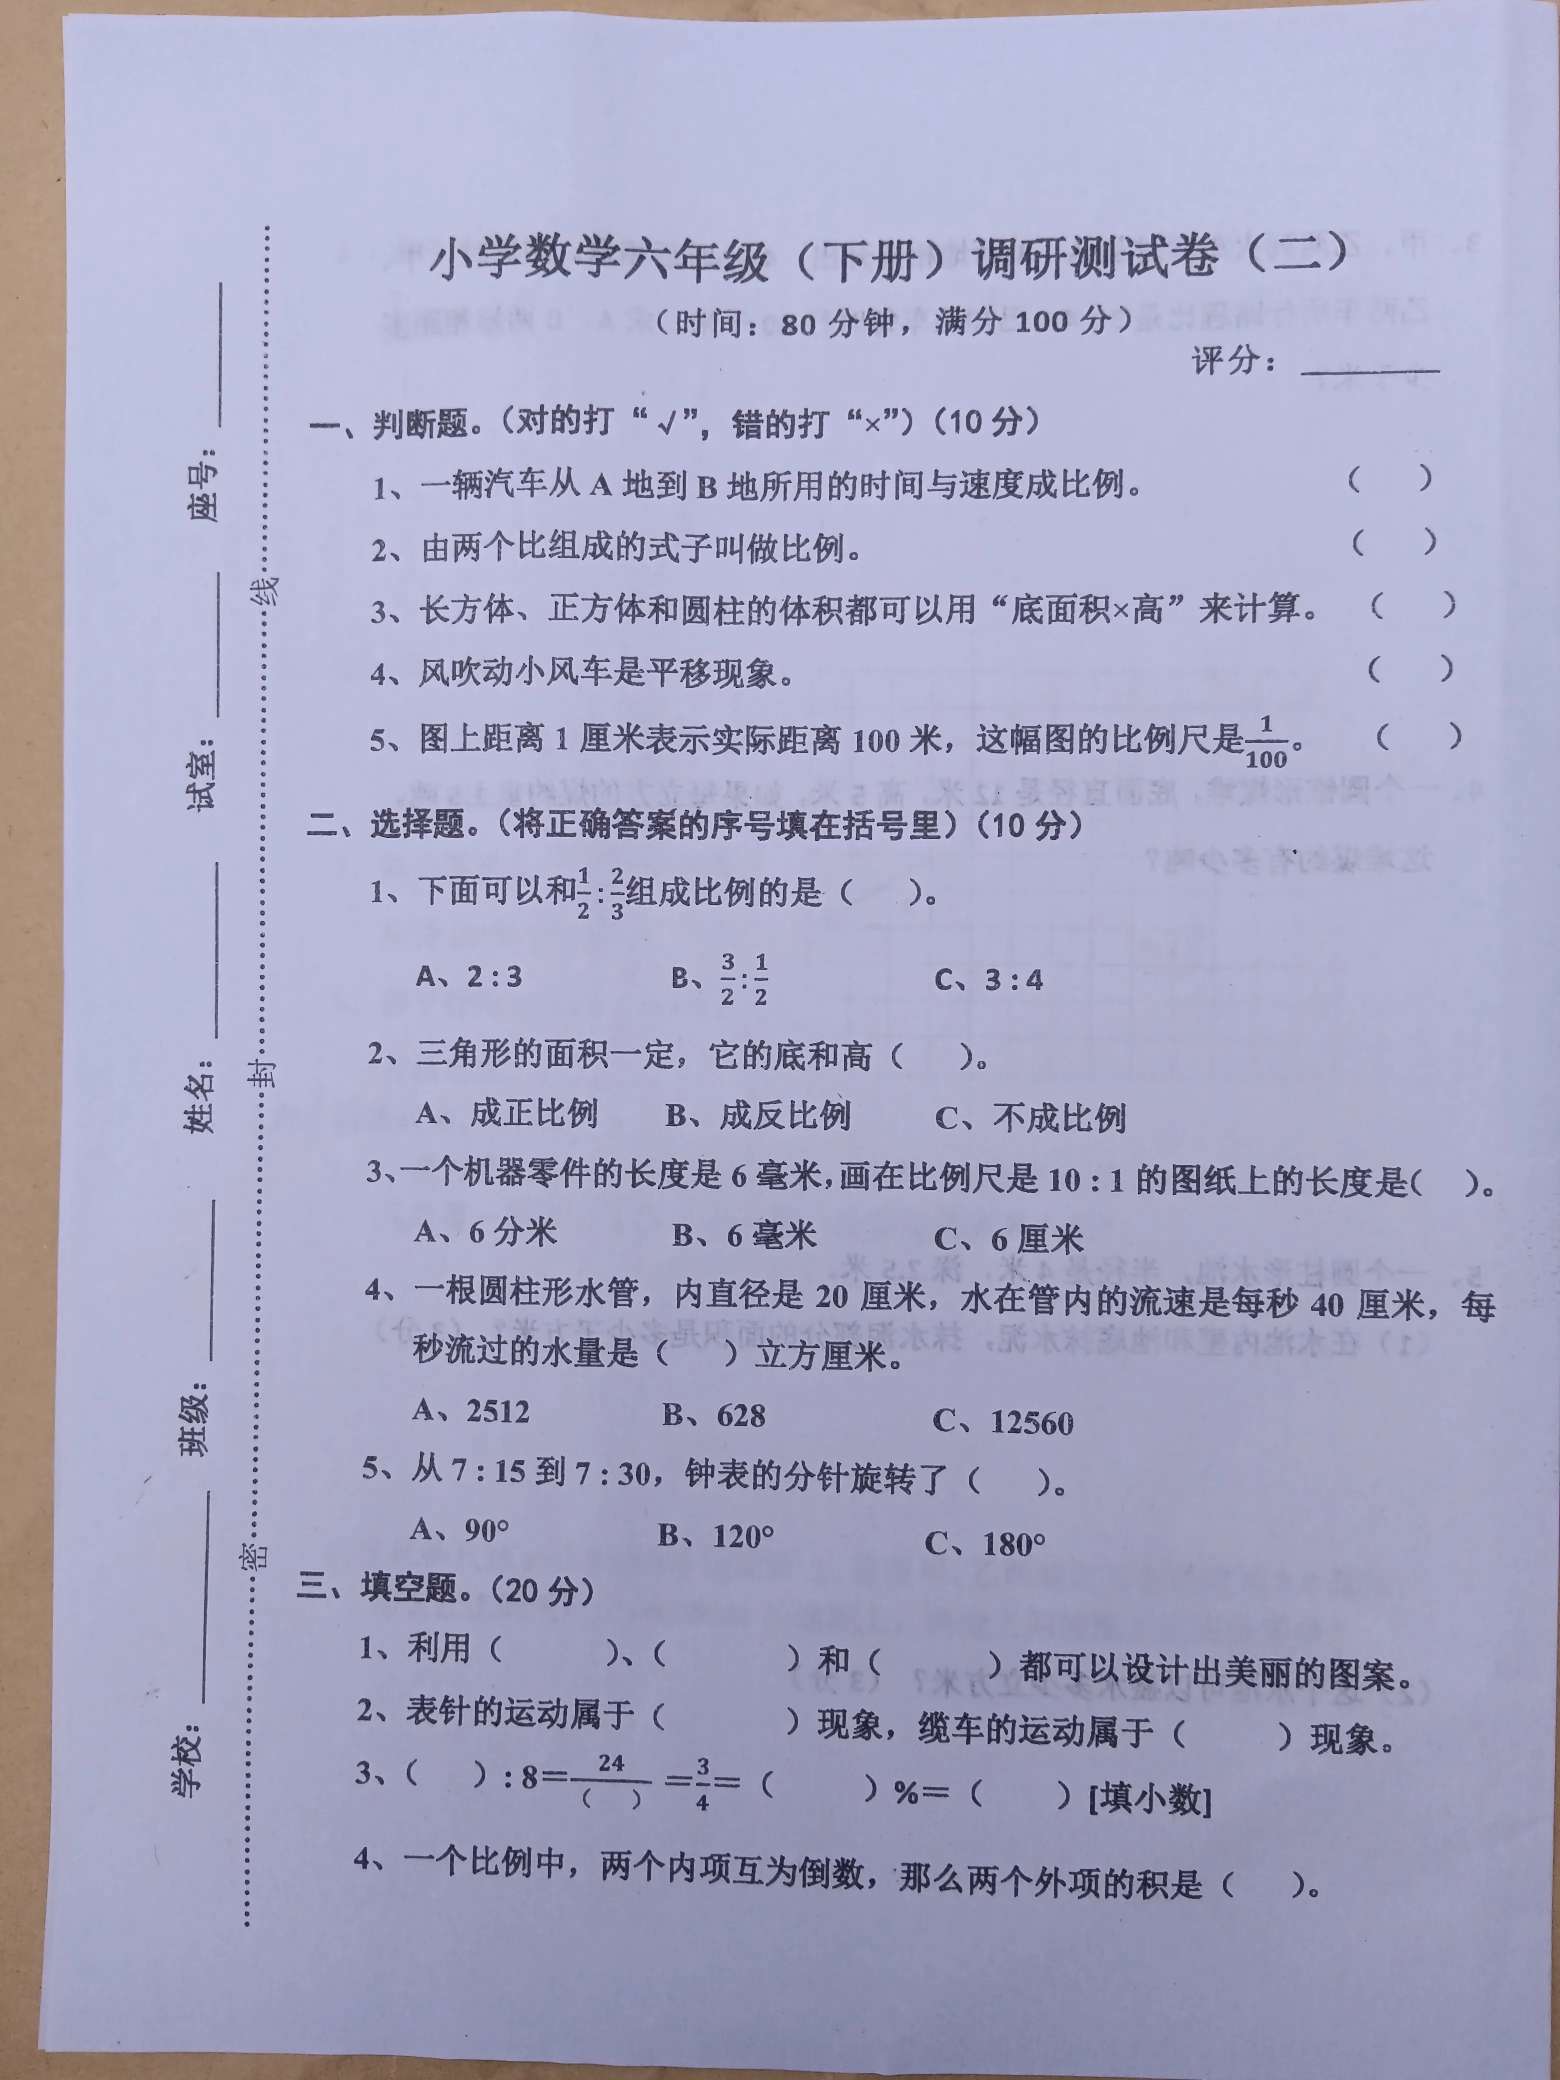 小学数学六年级（下册）调研测试卷（二）
（时间：80 分钟，满分 100 分）
评分：
一、判断题。（对的打“√”，错的打“×”）（10 分）
1、一辆汽车从 A 地到 B 地所用的时间与速度成比例。 （ ）
2、由两个比组成的式子叫做比例。 （ ）
3、长方体、正方体和圆柱的体积都可以用“底面积×高”来计算。 （ ）
4、风吹动小风车是平移现象。 （ ）
5、图上距离 1 厘米表示实际距离 100 米，这幅图的比例尺是1/100。 （ ）
二、选择题。（将正确答案的序号填在括号里）（10 分）
1、下面可以和1/2:2/3组成比例的是（ ）。
A、2 : 3 B、3/2:1/2 C、3 : 4
2、三角形的面积一定，它的底和高（ ）。
A、成正比例 B、成反比例 C、不成比例
3、一个机器零件的长度是 6 毫米，画在比例尺是 10 : 1 的图纸上的长度是（ ）。
A、6 分米 B、6 毫米 C、6 厘米
4、一根圆柱形水管，内直径是 20 厘米，水在管内的流速是每秒 40 厘米，每
秒流过的水量是（ ）立方厘米。
A、2512 B、628 C、12560
5、从 7 : 15 到 7 : 30，钟表的分针旋转了（ ）。
A、90° B、120° C、180°
三、填空题。（20 分）
1、利用（ ）、（ ）和（ ）都可以设计出美丽的图案。
2、表针的运动属于（ ）现象，缆车的运动属于（ ）现象。
3、（ ）: 8＝24/（ ）＝3/4＝（ ）%＝（ ）[填小数]
4、一个比例中，两个内项互为倒数，那么两个外项的积是（ ）。
学校： 班级： 姓名： 试室： 座号：
密 封 线